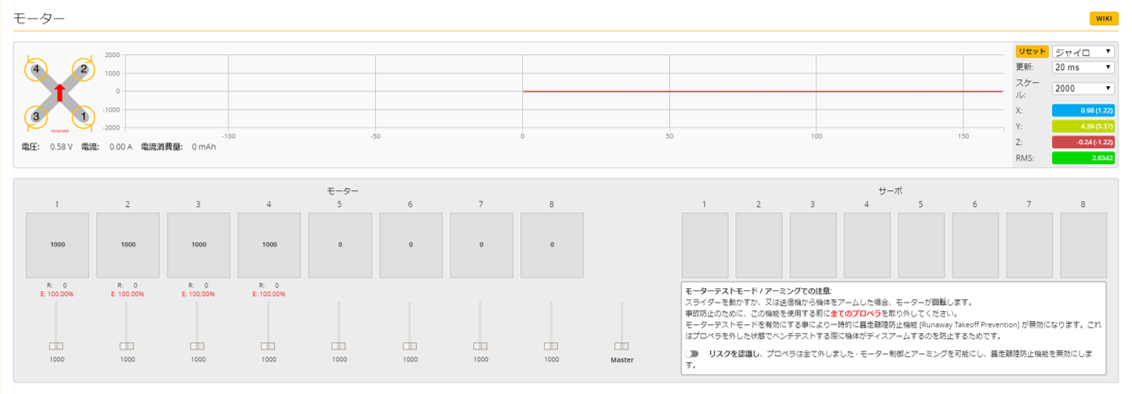 モーター
WIKI
リセット ジャイロ
更新: 20 ms
スケール: 2000
X: 0.98 (1.22)
Y: 4.39 (5.37)
Z: -0.24 (-1.22)
RMS: 2.6342
2000
1000
0
-1000
-2000
-100 -50 0 50 100 150
4 2
3 1
reversed
電圧: 0.58 V 電流: 0.00 A 電流消費量: 0 mAh
モーター
1 2 3 4 5 6 7 8
1000 1000 1000 1000 0 0 0 0
R: 0 R: 0 R: 0 R: 0
E: 100.00% E: 100.00% E: 100.00% E: 100.00%
1000 1000 1000 1000 1000 1000 1000 1000 Master
サーボ
1 2 3 4 5 6 7 8
モーターテストモード / アーミングでの注意:
スライダーを動かすか、又は送信機から機体をアームした場合、モーターが回転します。
事故防止のために、この機能を使用する前に全てのプロペラを取り外してください。
モーターテストモードを有効にする事により一時的に暴走離陸防止機能 [Runaway Takeoff Prevention] が無効になります。これ
はプロペラを外した状態でベンチテストする際に機体がディスアームするのを防止するためです。
リスクを認識し、プロペラは全て外しました - モーター制御とアーミングを可能にし、暴走離陸防止機能を無効にしま
す。